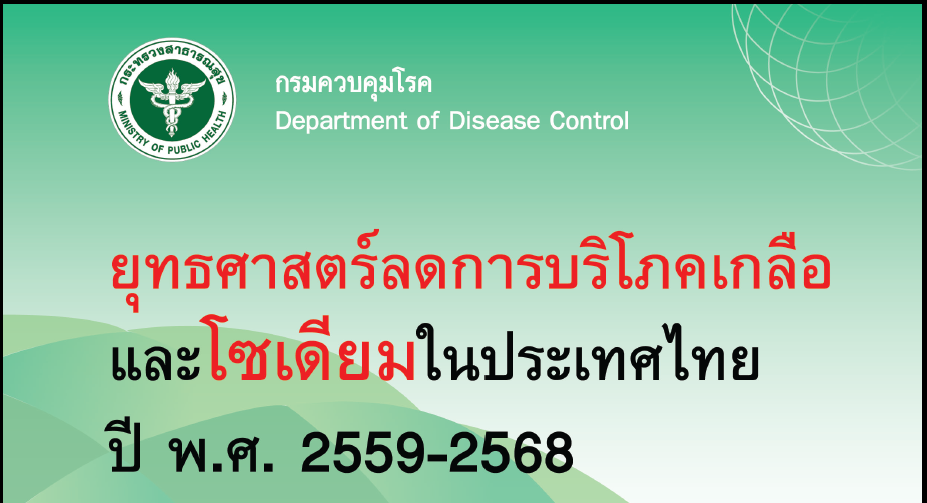 กระทรวงสาธารณสุข
MINISTRY OF PUBLIC HEALTH
กรมควบคุมโรค
Department of Disease Control
ยุทธศาสตร์ลดการบริโภคเกลือ
และโซเดียมในประเทศไทย
ปี พ.ศ. 2559-2568